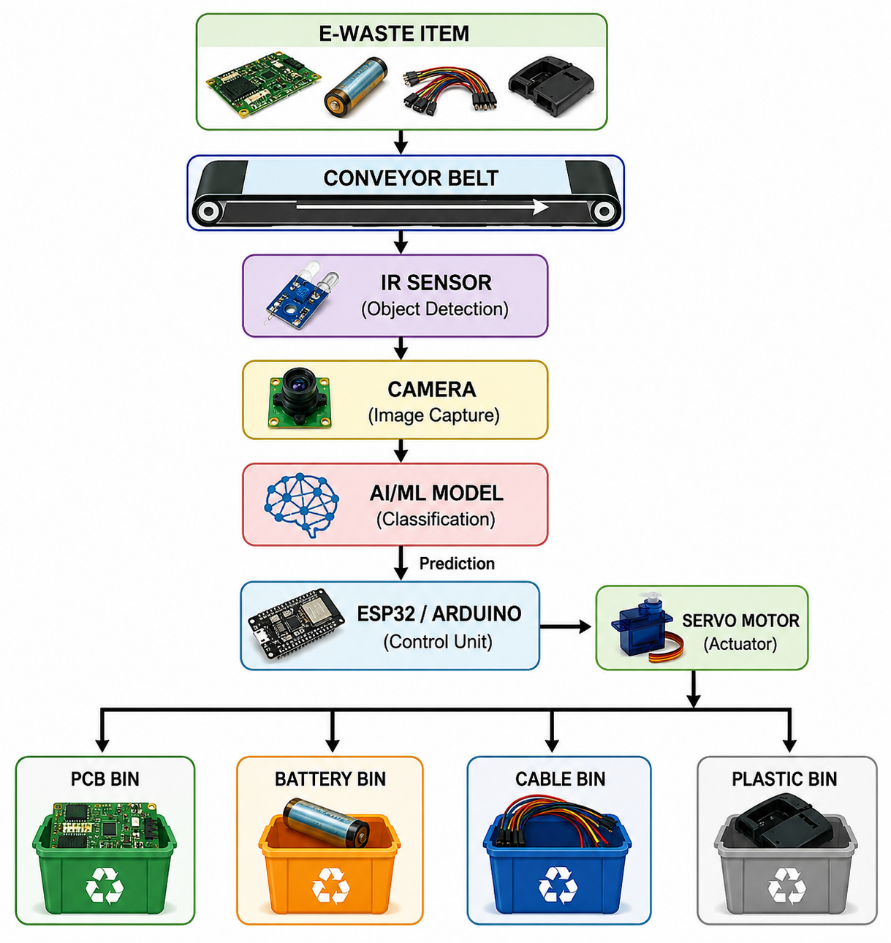 E-WASTE ITEM
CONVEYOR BELT
IR SENSOR
(Object Detection)
CAMERA
(Image Capture)
AI/ML MODEL
(Classification)
Prediction
ESP32 / ARDUINO
(Control Unit)
SERVO MOTOR
(Actuator)
PCB BIN
BATTERY BIN
CABLE BIN
PLASTIC BIN